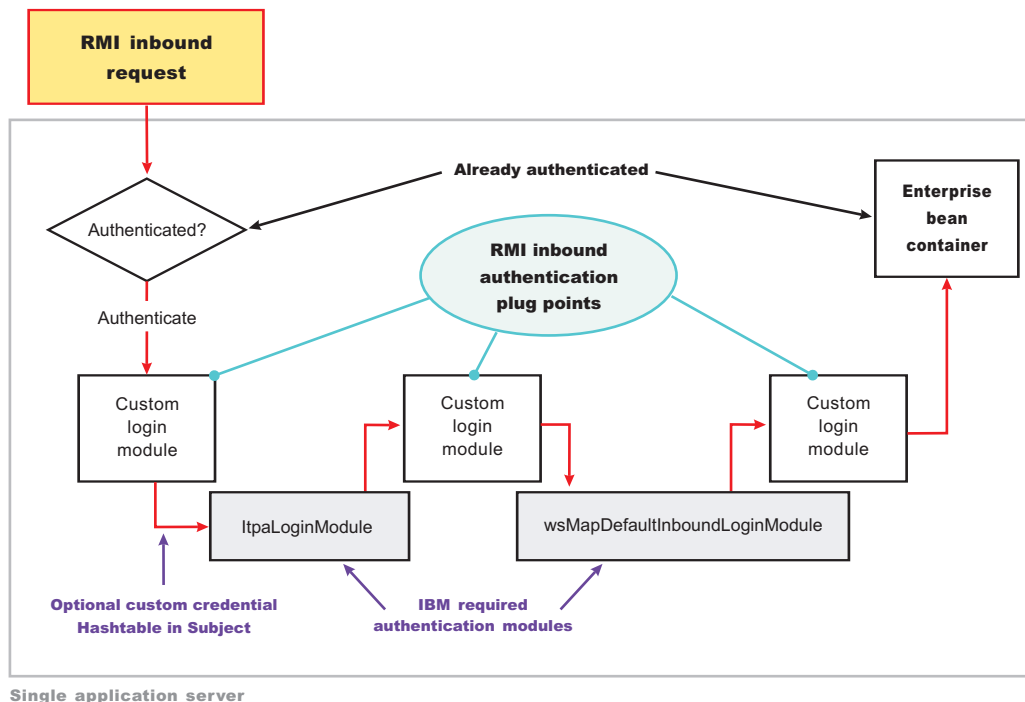 RMI inbound
request
Already authenticated
Authenticated?
Enterprise
bean
container
RMI inbound
authentication
plug points
Authenticate
Custom
login
module
Custom
login
module
Custom
login
module
ltpaLoginModule
wsMapDefaultInboundLoginModule
Optional custom credential
Hashtable in Subject
IBM required
authentication modules
Single application server